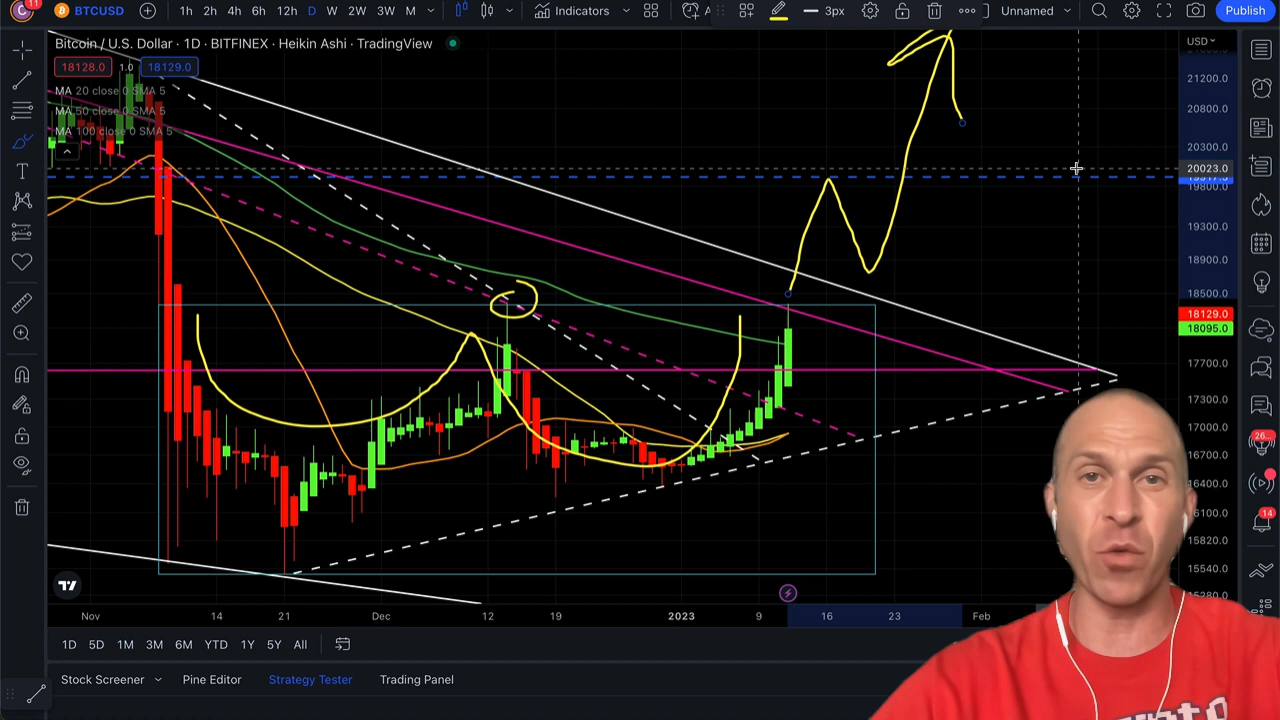 11
BTCUSD
1h 2h 4h 6h 12h D W 2W 3W M
Indicators
A
3px
Unnamed
Publish
Bitcoin / U.S. Dollar · 1D · BITFINEX · Heikin Ashi · TradingView
USD
18128.0 1.0 18129.0
MA 20 close 0 SMA 5
MA 50 close 0 SMA 5
MA 100 close 0 SMA 5
21200.0
20800.0
20300.0
20023.0
19800.0
19300.0
18900.0
18500.0
18129.0
18095.0
17700.0
17300.0
17000.0
16700.0
16400.0
16100.0
15820.0
15540.0
15280.0
26...
14
Nov 14 21 Dec 12 19 2023 9 16 23 Feb
1D 5D 1M 3M 6M YTD 1Y 5Y All
Stock Screener Pine Editor Strategy Tester Trading Panel